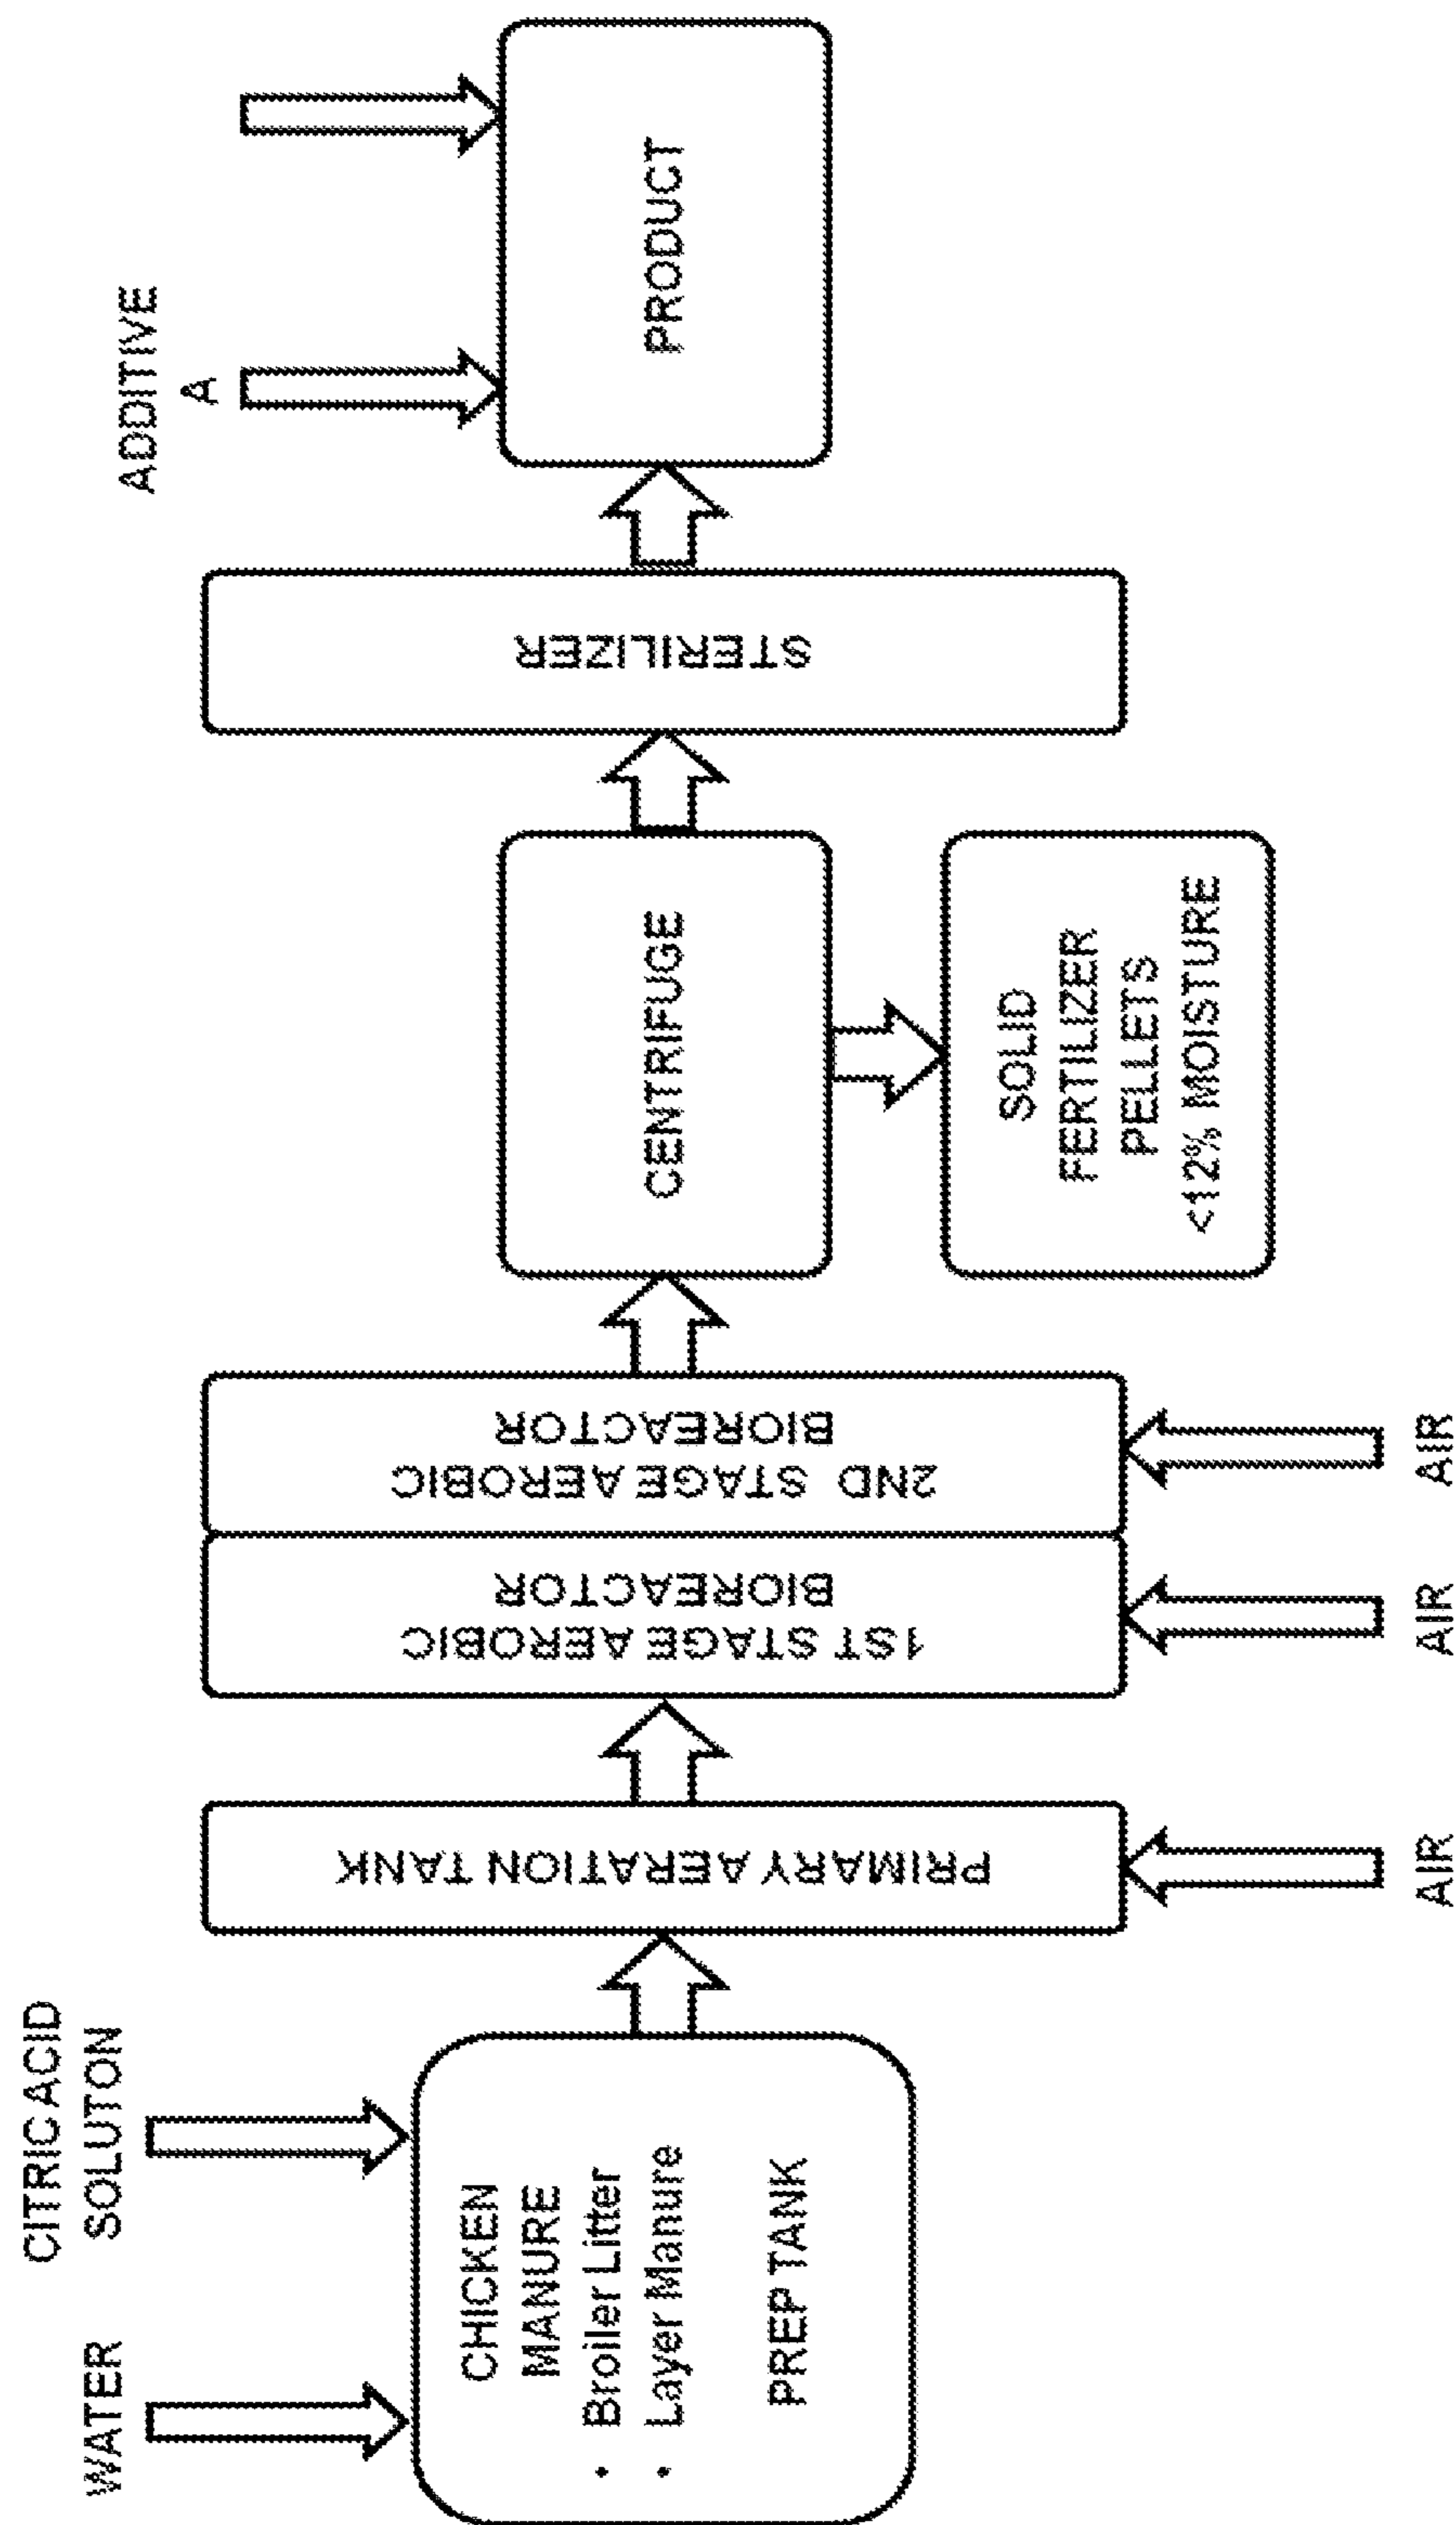 WATER
CITRIC ACID
SOLUTON
CHICKEN
MANURE
• Broiler Litter
• Layer Manure
PREP TANK
PRIMARY AERATION TANK
AIR
1ST STAGE AEROBIC
BIOREACTOR
AIR
2ND STAGE AEROBIC
BIOREACTOR
AIR
CENTRIFUGE
SOLID
FERTILIZER
PELLETS
<12% MOISTURE
STERILIZER
ADDITIVE
A
PRODUCT